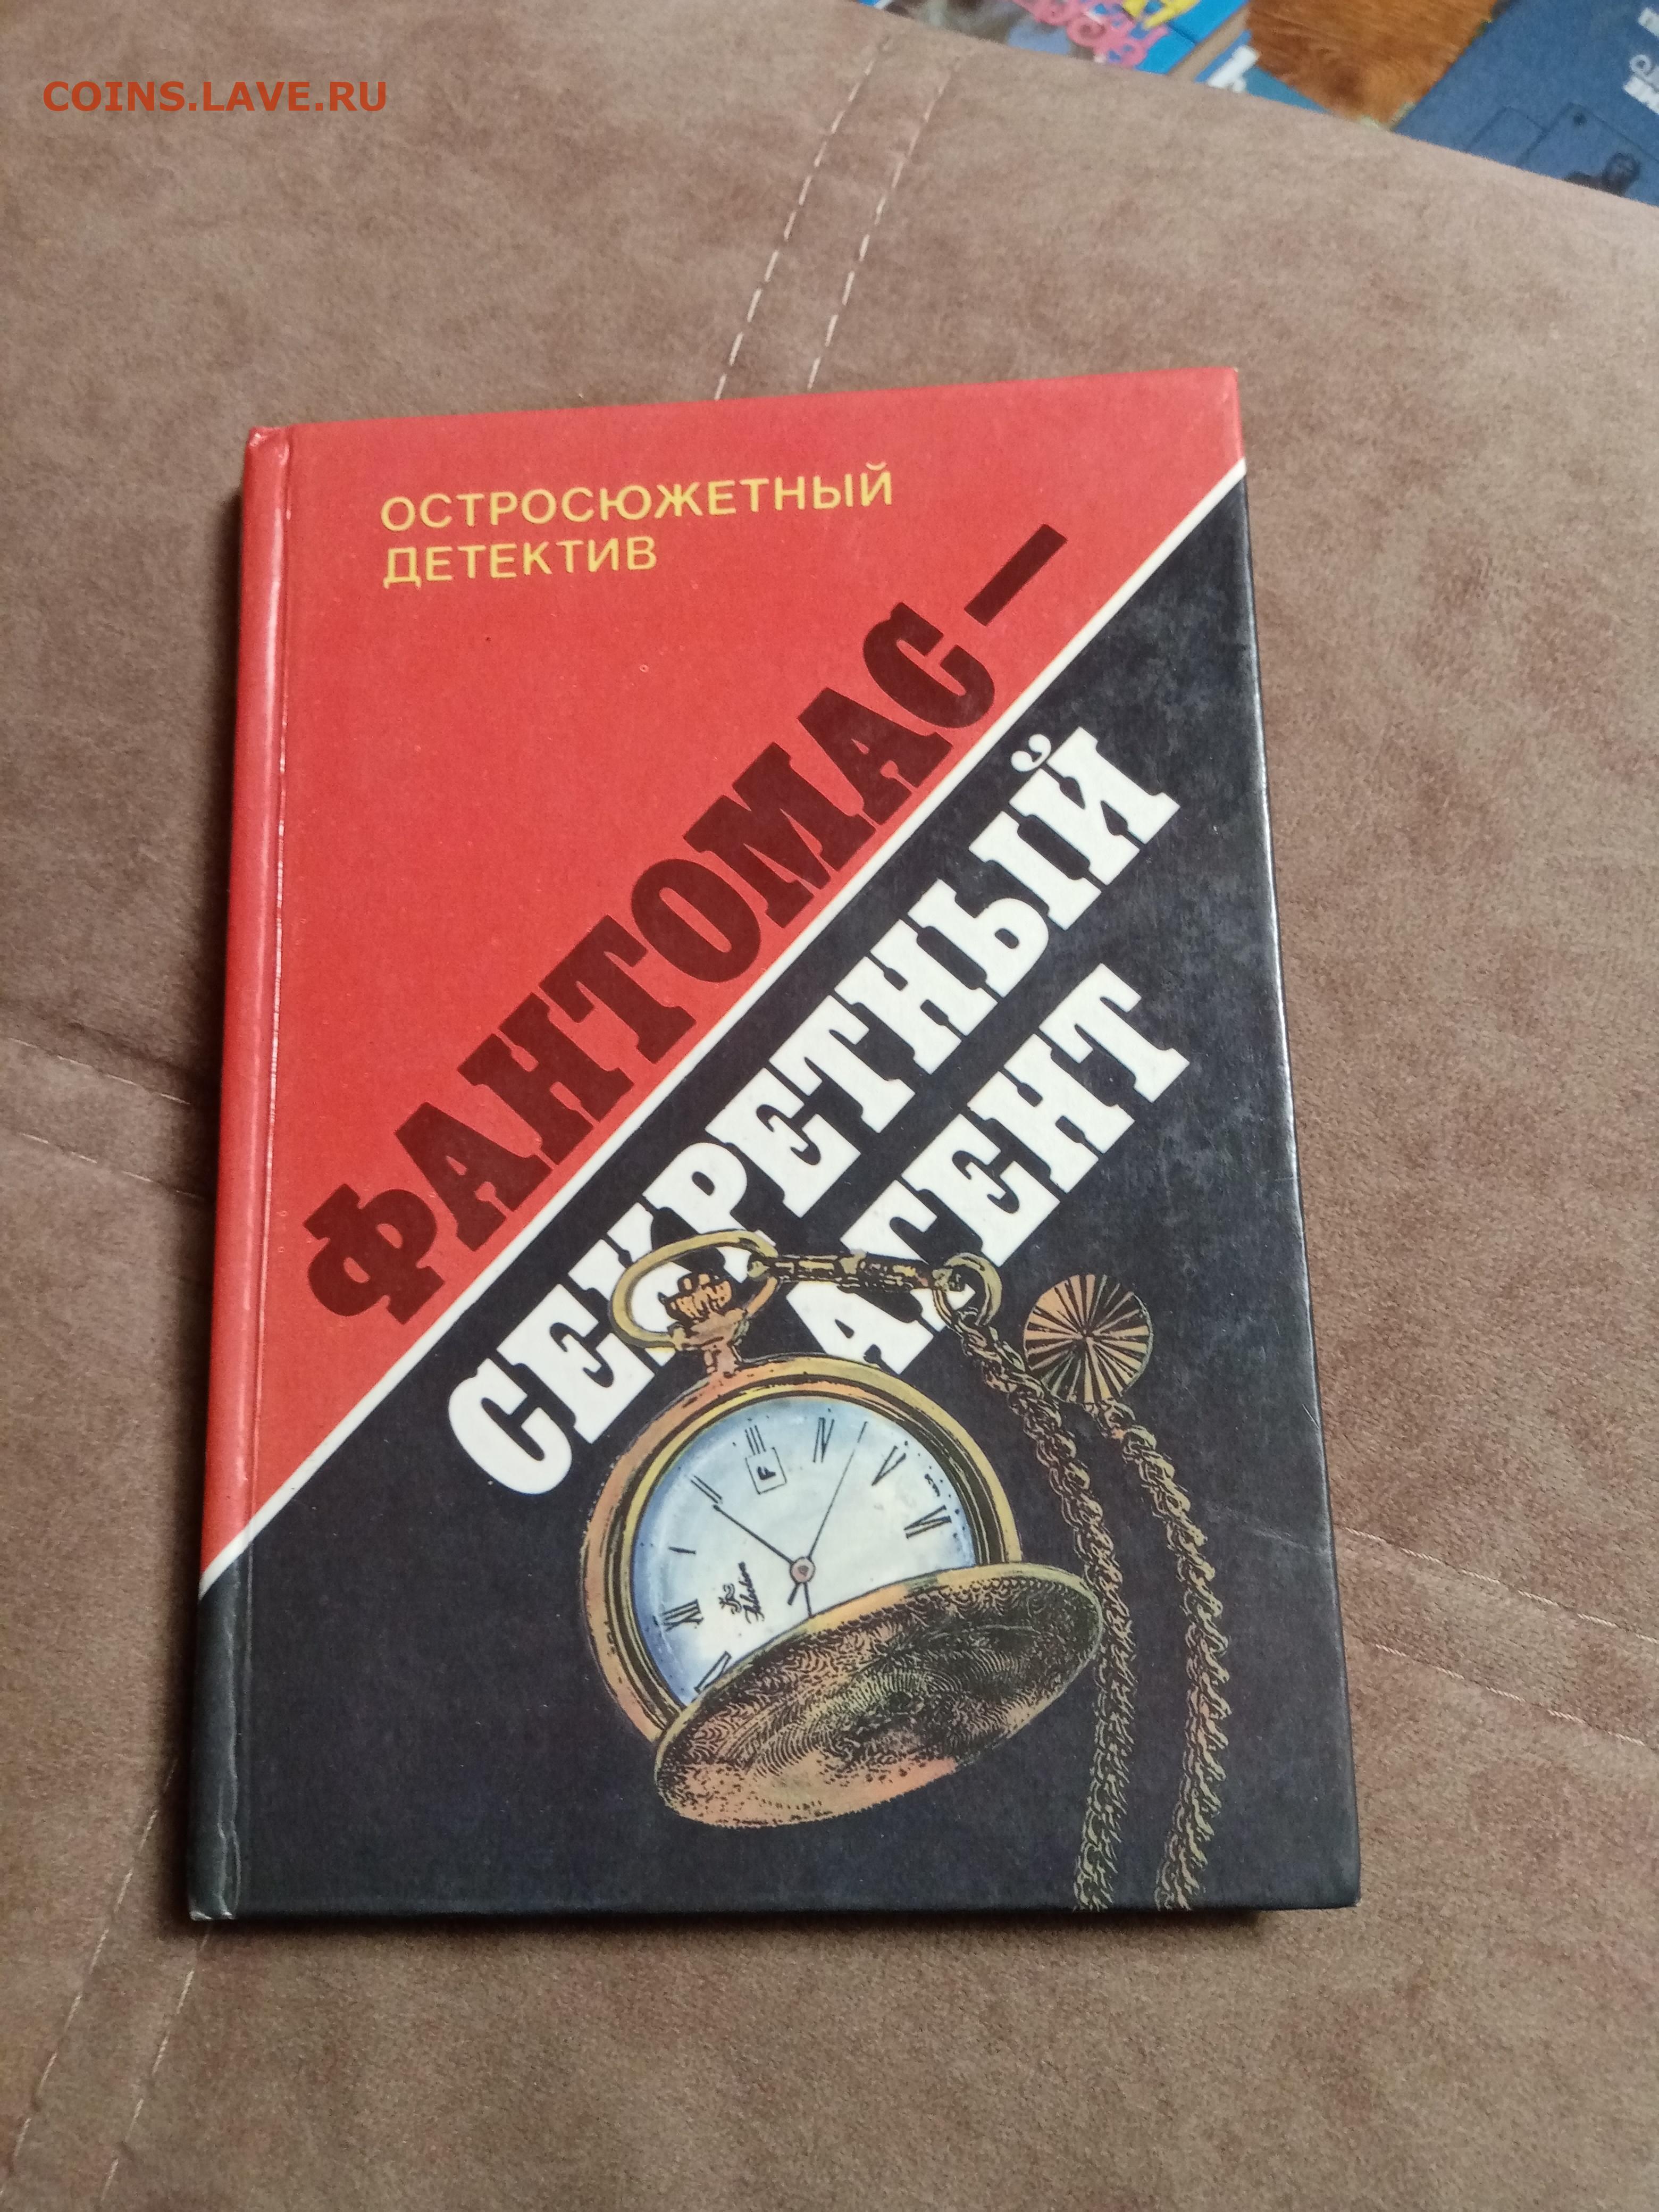 COINS.LAVE.RU
ОСТРОСЮЖЕТНЫЙ
ДЕТЕКТИВ
ФАНТОМАС –
СЕКРЕТНЫЙ
АГЕНТ